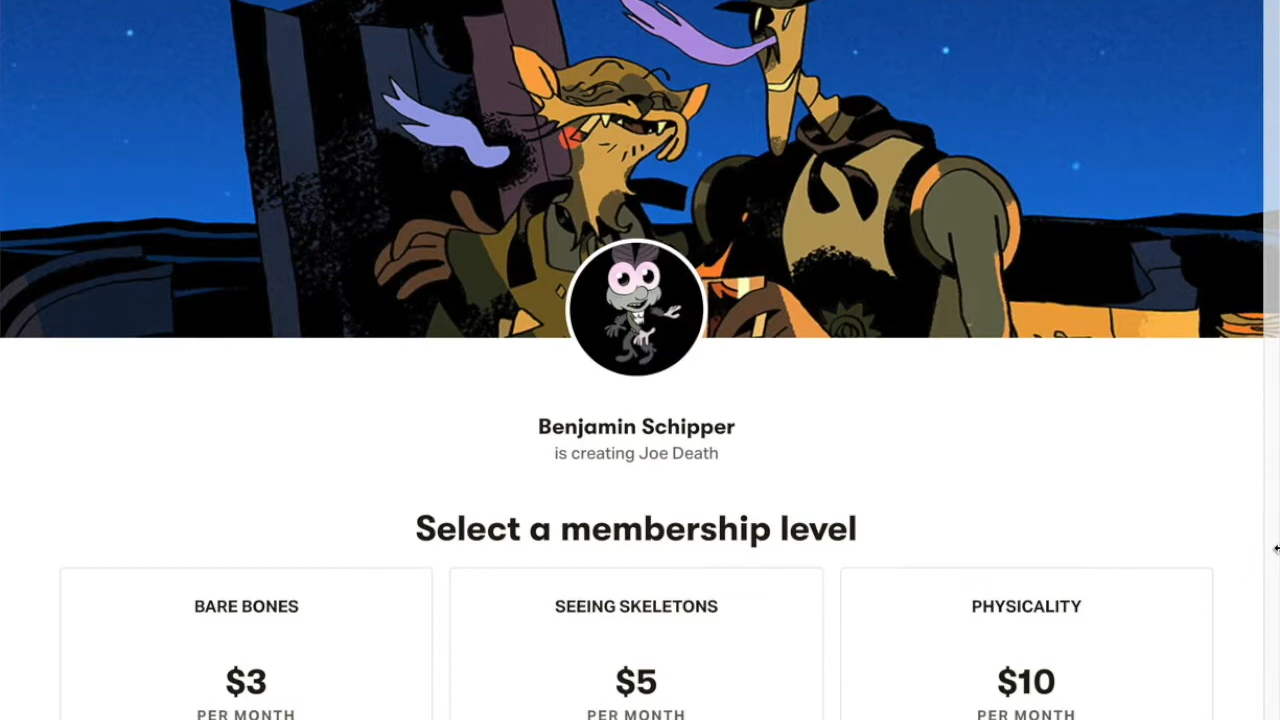 Benjamin Schipper
is creating Joe Death
Select a membership level
BARE BONES
SEEING SKELETONS
PHYSICALITY
$3
$5
$10
PER MONTH
PER MONTH
PER MONTH